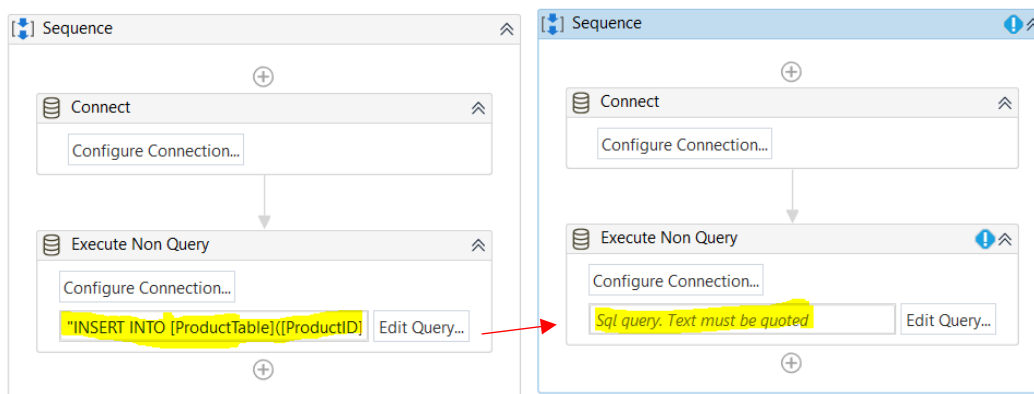 Sequence
Connect
Configure Connection...
Execute Non Query
Configure Connection...
"INSERT INTO [ProductTable]([ProductID] Edit Query...
Sequence
Connect
Configure Connection...
Execute Non Query
Configure Connection...
Sql query. Text must be quoted Edit Query...